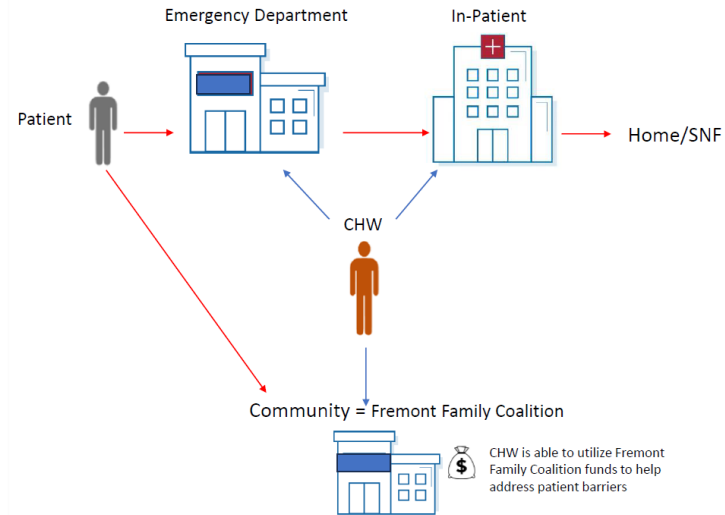 Emergency Department
In-Patient
Patient
Home/SNF
CHW
Community = Fremont Family Coalition
$
CHW is able to utilize Fremont
Family Coalition funds to help
address patient barriers